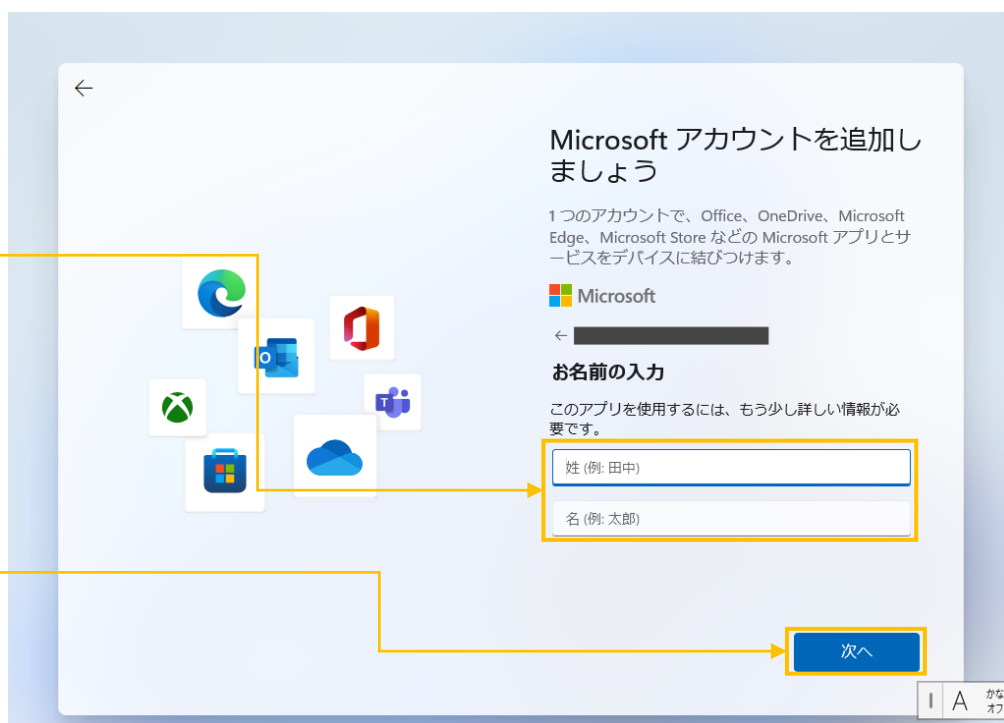 Microsoft アカウントを追加し
ましょう
1 つのアカウントで、Office、OneDrive、Microsoft
Edge、Microsoft Store などの Microsoft アプリとサ
ービスをデバイスに結びつけます。
Microsoft
お名前の入力
このアプリを使用するには、もう少し詳しい情報が必
要です。
姓 (例: 田中)
名 (例: 太郎)
次へ
A
かな